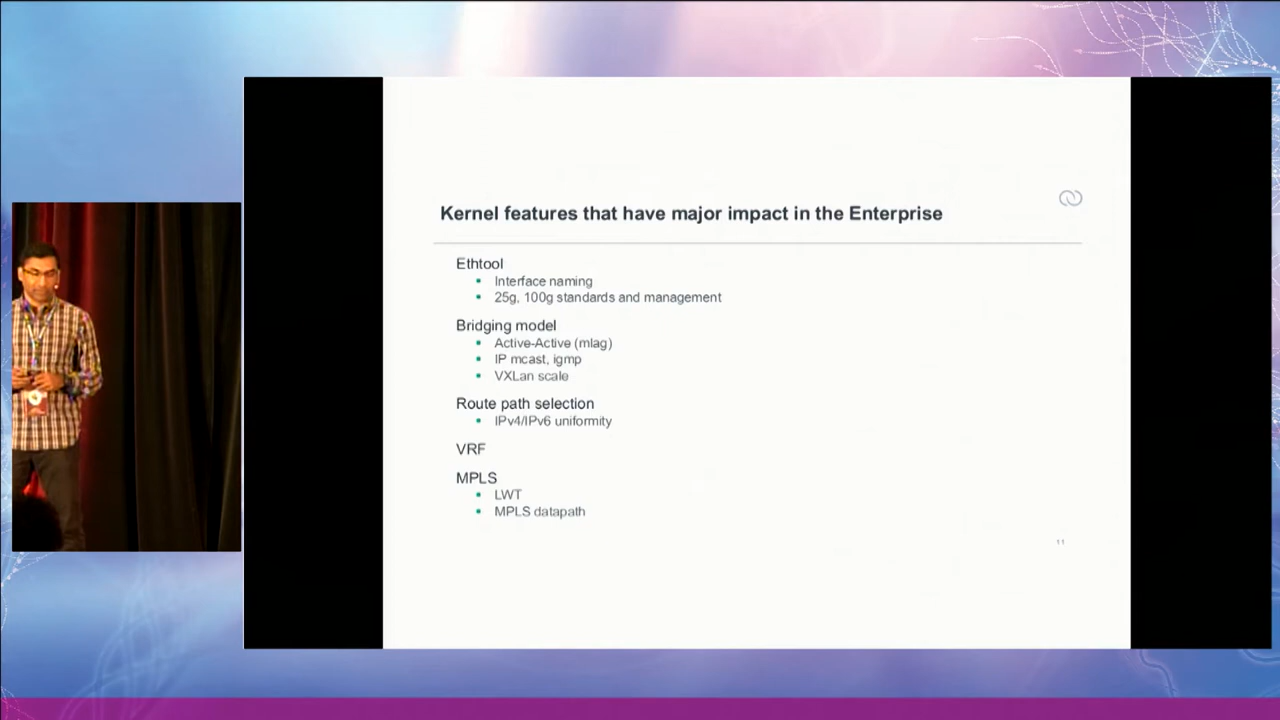 Kernel features that have major impact in the Enterprise
Ethtool
Interface naming
25g, 100g standards and management
Bridging model
Active-Active (mlag)
IP mcast, igmp
VXLan scale
Route path selection
IPv4/IPv6 uniformity
VRF
MPLS
LWT
MPLS datapath
11